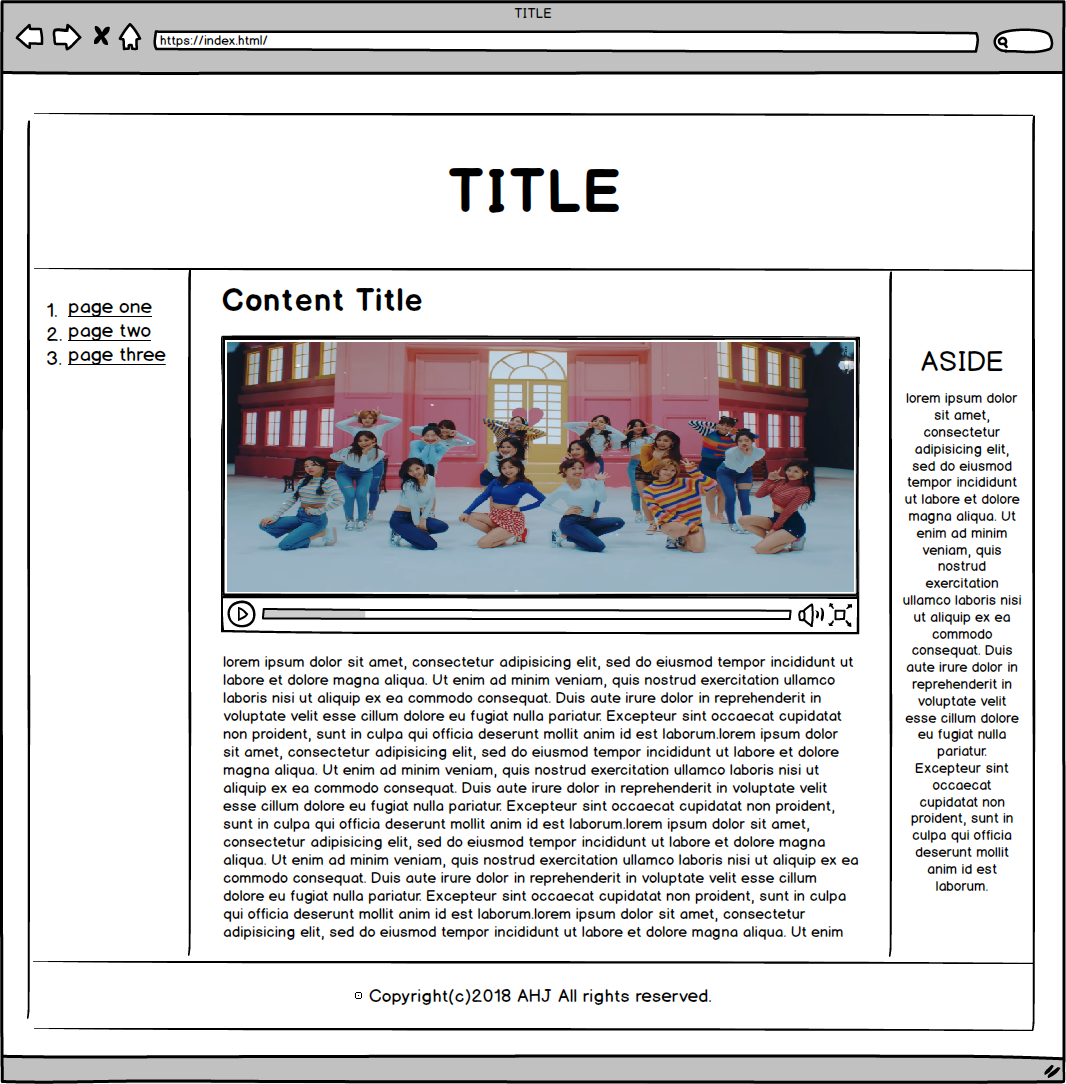 TITLE
https://index.html/
TITLE
1. page one
2. page two
3. page three
Content Title
lorem ipsum dolor sit amet, consectetur adipisicing elit, sed do eiusmod tempor incididunt ut
labore et dolore magna aliqua. Ut enim ad minim veniam, quis nostrud exercitation ullamco
laboris nisi ut aliquip ex ea commodo consequat. Duis aute irure dolor in reprehenderit in
voluptate velit esse cillum dolore eu fugiat nulla pariatur. Excepteur sint occaecat cupidatat
non proident, sunt in culpa qui officia deserunt mollit anim id est laborum.lorem ipsum dolor
sit amet, consectetur adipisicing elit, sed do eiusmod tempor incididunt ut labore et dolore
magna aliqua. Ut enim ad minim veniam, quis nostrud exercitation ullamco laboris nisi ut
aliquip ex ea commodo consequat. Duis aute irure dolor in reprehenderit in voluptate velit
esse cillum dolore eu fugiat nulla pariatur. Excepteur sint occaecat cupidatat non proident,
sunt in culpa qui officia deserunt mollit anim id est laborum.lorem ipsum dolor sit amet,
consectetur adipisicing elit, sed do eiusmod tempor incididunt ut labore et dolore magna
aliqua. Ut enim ad minim veniam, quis nostrud exercitation ullamco laboris nisi ut aliquip ex ea
commodo consequat. Duis aute irure dolor in reprehenderit in voluptate velit esse cillum
dolore eu fugiat nulla pariatur. Excepteur sint occaecat cupidatat non proident, sunt in culpa
qui officia deserunt mollit anim id est laborum.lorem ipsum dolor sit amet, consectetur
adipisicing elit, sed do eiusmod tempor incididunt ut labore et dolore magna aliqua. Ut enim
ASIDE
lorem ipsum dolor
sit amet,
consectetur
adipisicing elit,
sed do eiusmod
tempor incididunt
ut labore et dolore
magna aliqua. Ut
enim ad minim
veniam, quis
nostrud
exercitation
ullamco laboris nisi
ut aliquip ex ea
commodo
consequat. Duis
aute irure dolor in
reprehenderit in
voluptate velit
esse cillum dolore
eu fugiat nulla
pariatur.
Excepteur sint
occaecat
cupidatat non
proident, sunt in
culpa qui officia
deserunt mollit
anim id est
laborum.
Copyright(c)2018 AHJ All rights reserved.